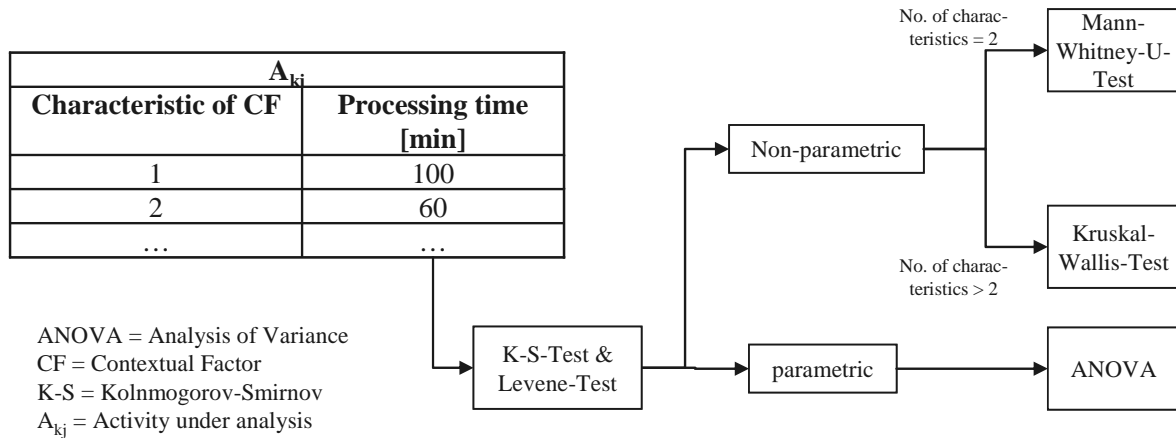 A_kj
Characteristic of CF
Processing time
[min]
1
100
2
60
…
…
ANOVA = Analysis of Variance
CF = Contextual Factor
K-S = Kolnmogorov-Smirnov
A_kj = Activity under analysis
K-S-Test &
Levene-Test
Non-parametric
parametric
No. of charac-
teristics = 2
Mann-
Whitney-U-
Test
No. of charac-
teristics > 2
Kruskal-
Wallis-Test
ANOVA